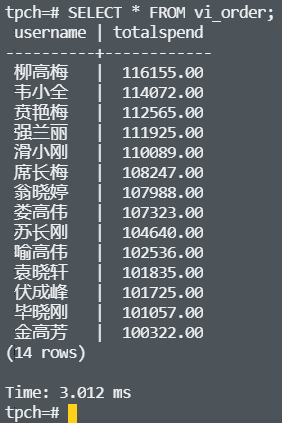 tpch=# SELECT * FROM vi_order;
 username | totalspend
----------+------------
 柳高梅   |  116155.00
 韦小全   |  114072.00
 贲艳梅   |  112565.00
 强兰丽   |  111925.00
 滑小刚   |  110089.00
 席长梅   |  108247.00
 翁晓婷   |  107988.00
 娄高伟   |  107323.00
 苏长刚   |  104640.00
 喻高伟   |  102536.00
 袁晓轩   |  101835.00
 伏成峰   |  101725.00
 毕晓刚   |  101057.00
 金高芳   |  100322.00
(14 rows)
Time: 3.012 ms
tpch=#